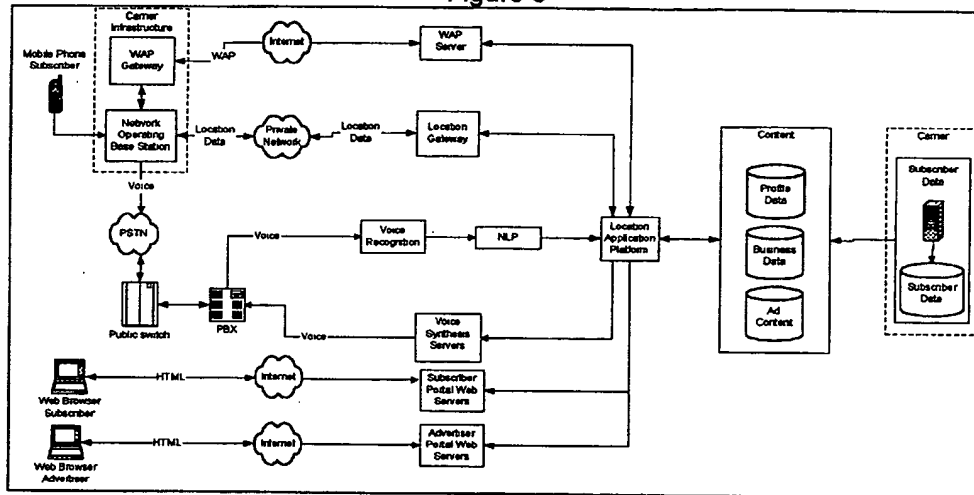 Carrier
Infrastructure
WAP
Gateway
Mobile Phone
Subscriber
Network
Operating
Base Station
WAP
Internet
WAP
Server
Location
Data
Private
Network
Location
Data
Location
Gateway
Voice
PSTN
Public switch
PBX
Voice
Voice
Recognition
NLP
Location
Application
Platform
Voice
Voice
Synthesis
Servers
Content
Profile
Data
Business
Data
Ad
Content
Carrier
Subscriber
Data
Subscriber
Data
Web Browser
Subscriber
HTML
Internet
Subscriber
Portal Web
Servers
Web Browser
Advertiser
HTML
Internet
Advertiser
Portal Web
Servers